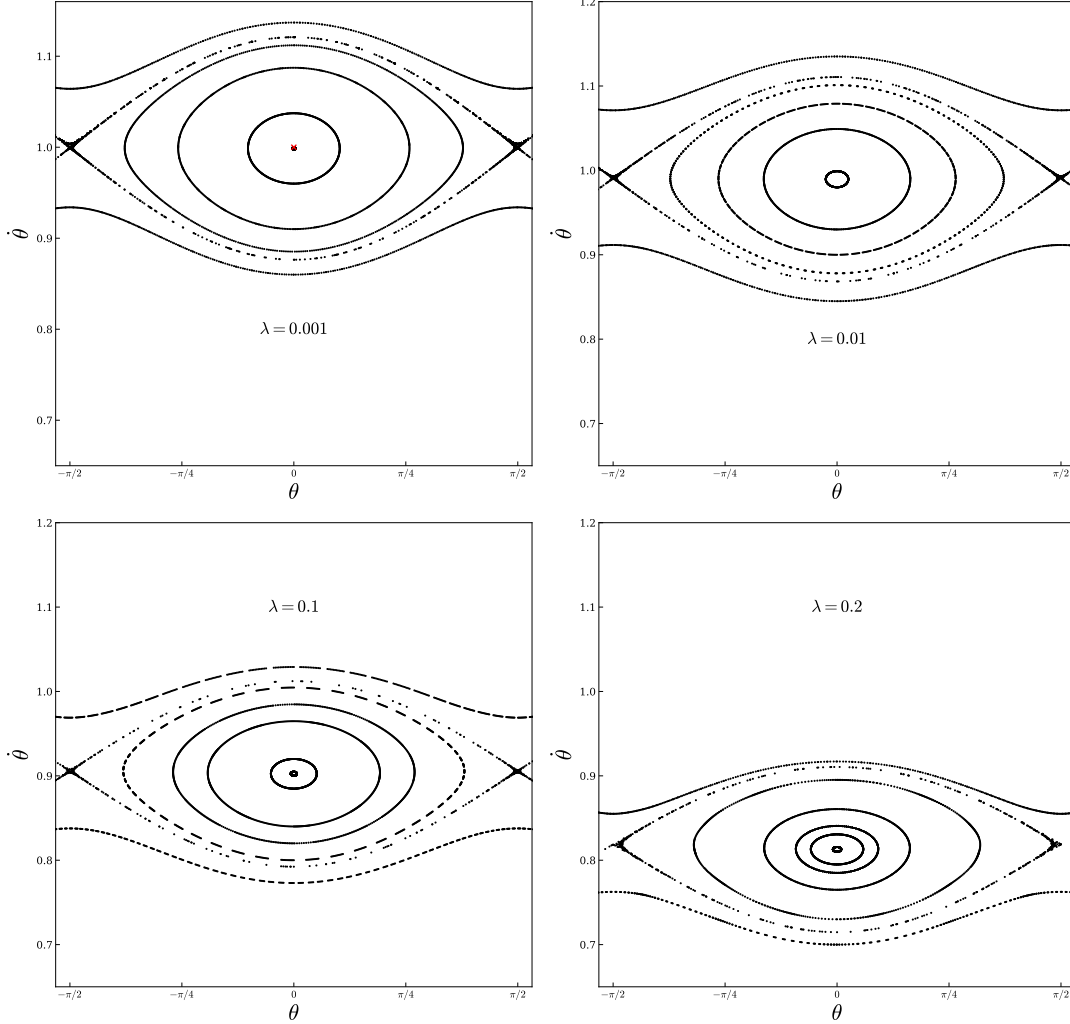 1.1
1.0
0.9
0.8
0.7
θ̇
λ = 0.001
−π/2
−π/4
0
π/4
π/2
θ
1.2
1.1
1.0
0.9
0.8
0.7
θ̇
λ = 0.01
−π/2
−π/4
0
π/4
π/2
θ
1.2
1.1
1.0
0.9
0.8
0.7
θ̇
λ = 0.1
−π/2
−π/4
0
π/4
π/2
θ
1.2
1.1
1.0
0.9
0.8
0.7
θ̇
λ = 0.2
−π/2
−π/4
0
π/4
π/2
θ